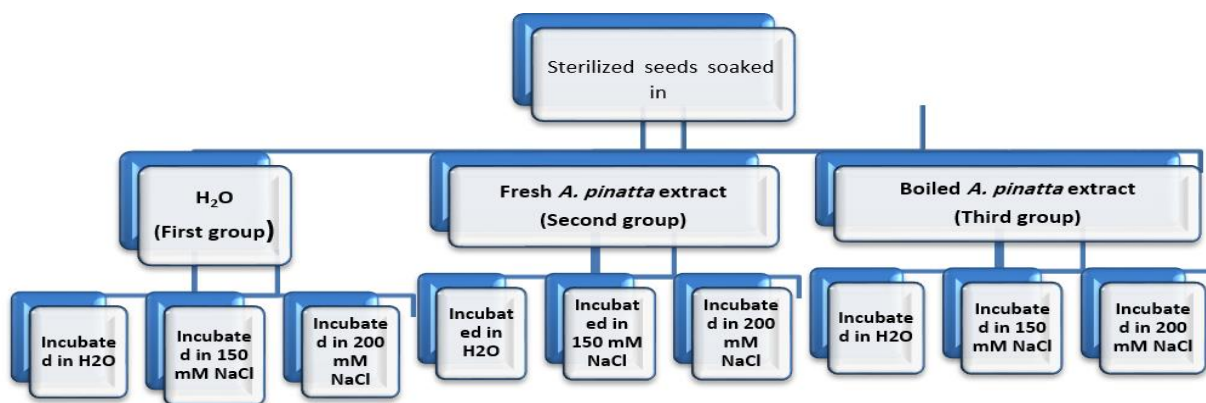 Sterilized seeds soaked
in
H₂O
(First group)
Fresh A. pinatta extract
(Second group)
Boiled A. pinatta extract
(Third group)
Incubate
d in H2O
Incubate
d in 150
mM NaCl
Incubate
d in 200
mM
NaCl
Incubat
ed in
H2O
Incubat
ed in
150 mM
NaCl
Incubate
d in 200
mM
NaCl
Incubate
d in H2O
Incubate
d in 150
mM NaCl
Incubate
d in 200
mM NaCl